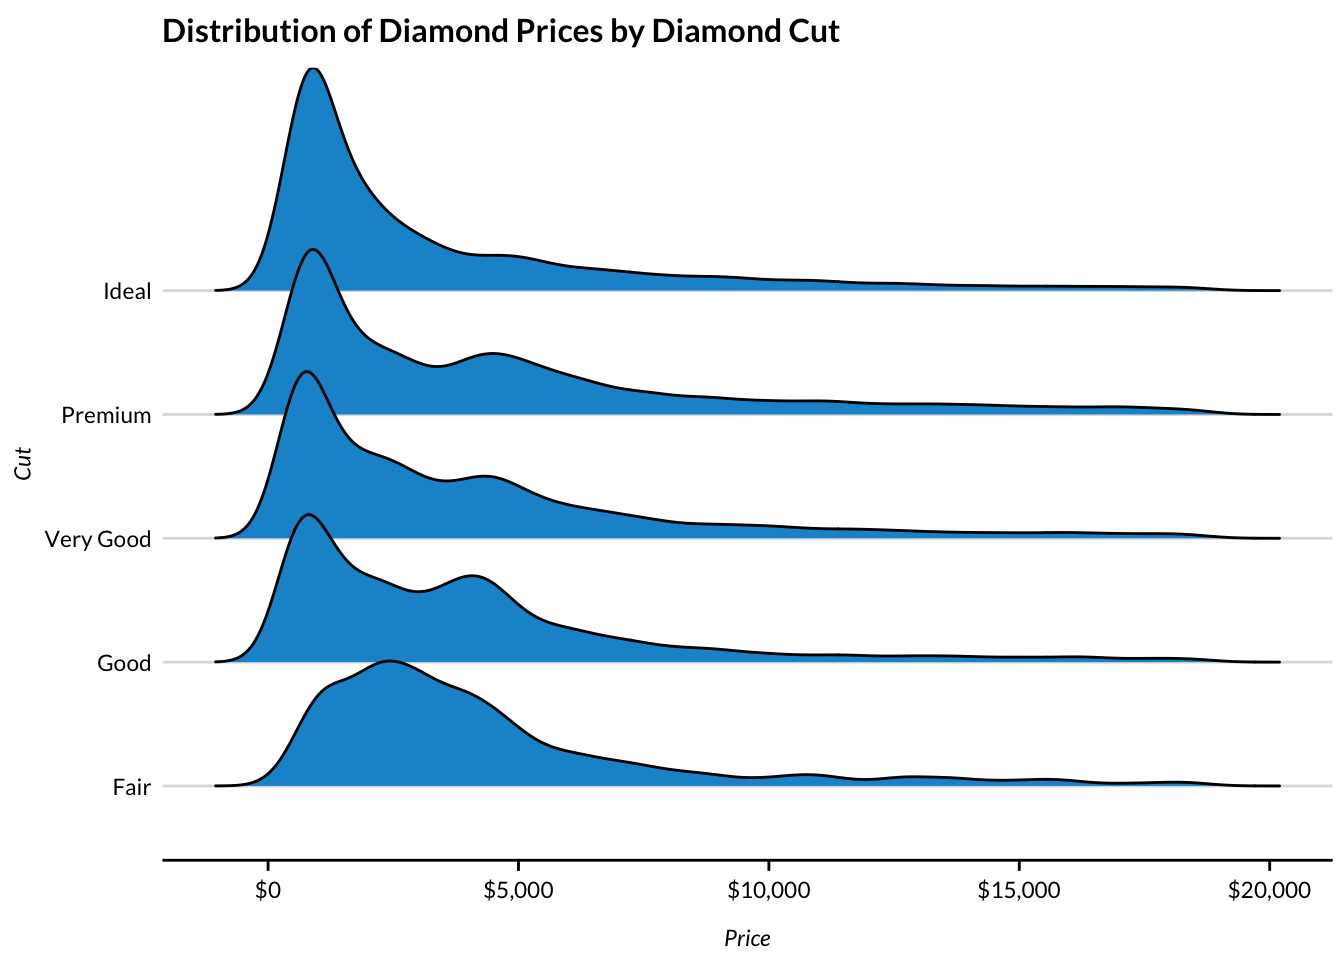 Distribution of Diamond Prices by Diamond Cut
Ideal
Premium
Very Good
Good
Fair
Cut
$0
$5,000
$10,000
$15,000
$20,000
Price